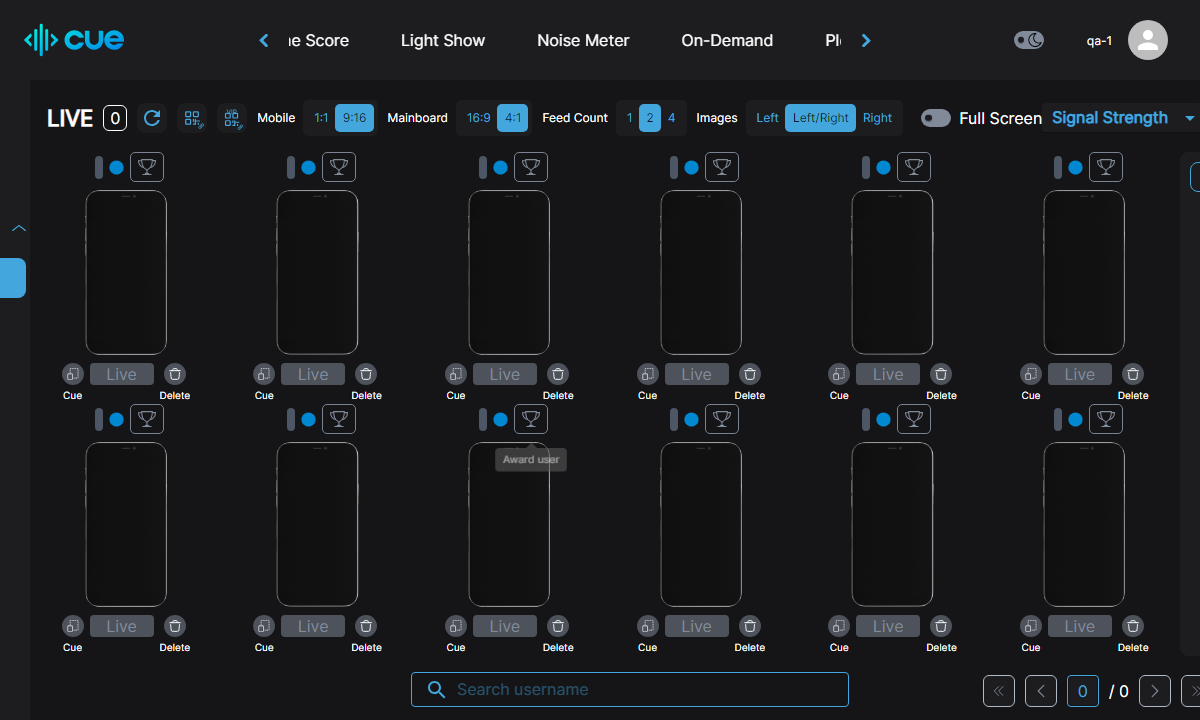 cue
ne Score Light Show Noise Meter On-Demand Pl
qa-1
LIVE 0 Mobile 1:1 9:16 Mainboard 16:9 4:1 Feed Count 1 2 4 Images Left Left/Right Right Full Screen Signal Strength
Live Live Live Live Live Live
Cue Delete Cue Delete Cue Delete Cue Delete Cue Delete Cue Delete
Award user
Live Live Live Live Live Live
Cue Delete Cue Delete Cue Delete Cue Delete Cue Delete Cue Delete
Search username
0 / 0